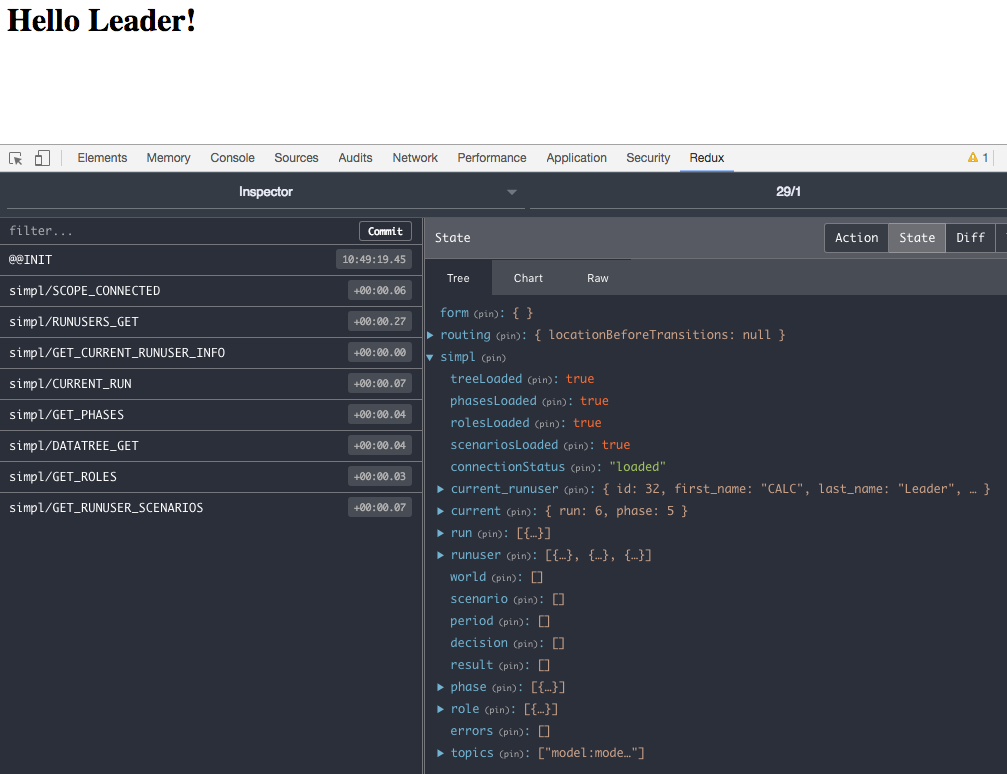 Hello Leader!
Elements Memory Console Sources Audits Network Performance Application Security Redux 1
Inspector 29/1
filter... Commit
@@INIT 10:49:19.45
simpl/SCOPE_CONNECTED +00:00.06
simpl/RUNUSERS_GET +00:00.27
simpl/GET_CURRENT_RUNUSER_INFO +00:00.00
simpl/CURRENT_RUN +00:00.07
simpl/GET_PHASES +00:00.04
simpl/DATATREE_GET +00:00.04
simpl/GET_ROLES +00:00.03
simpl/GET_RUNUSER_SCENARIOS +00:00.07
State Action State Diff
Tree Chart Raw
form (pin): { }
routing (pin): { locationBeforeTransitions: null }
simpl (pin)
treeLoaded (pin): true
phasesLoaded (pin): true
rolesLoaded (pin): true
scenariosLoaded (pin): true
connectionStatus (pin): "loaded"
current_runuser (pin): { id: 32, first_name: "CALC", last_name: "Leader", … }
current (pin): { run: 6, phase: 5 }
run (pin): [{…}]
runuser (pin): [{…}, {…}, {…}]
world (pin): []
scenario (pin): []
period (pin): []
decision (pin): []
result (pin): []
phase (pin): [{…}]
role (pin): [{…}]
errors (pin): []
topics (pin): ["model:mode…"]